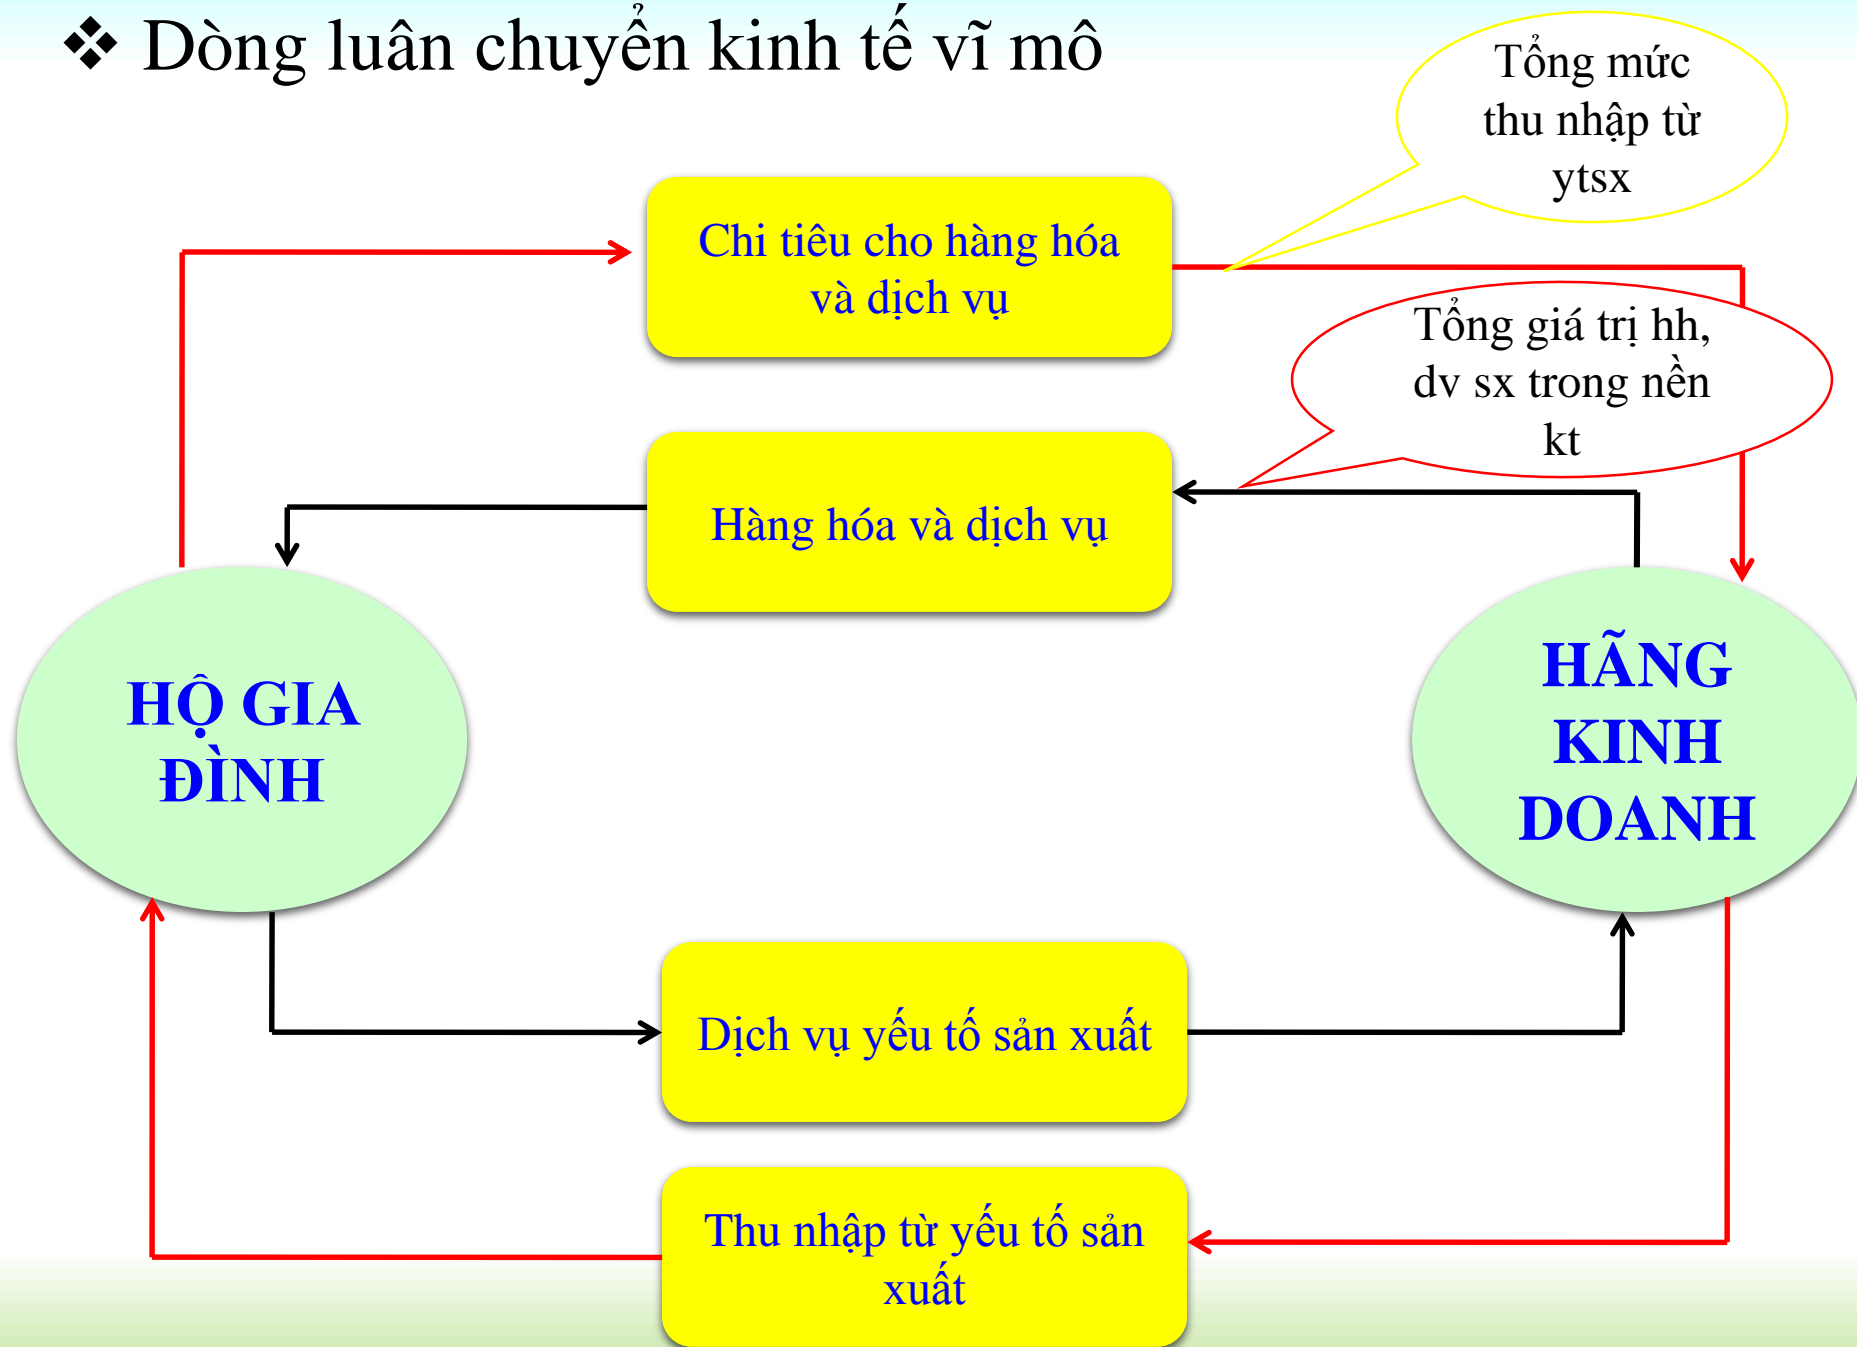 ❖ Dòng luân chuyển kinh tế vĩ mô
Tổng mức
thu nhập từ
ytsx
Chi tiêu cho hàng hóa
và dịch vụ
Tổng giá trị hh,
dv sx trong nền
kt
Hàng hóa và dịch vụ
HỘ GIA
ĐÌNH
HÃNG
KINH
DOANH
Dịch vụ yếu tố sản xuất
Thu nhập từ yếu tố sản
xuất